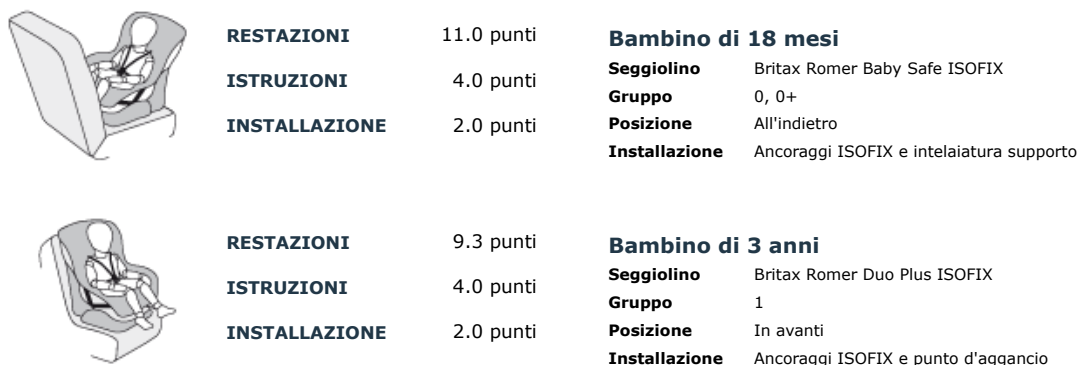 RESTAZIONI 11.0 punti
ISTRUZIONI 4.0 punti
INSTALLAZIONE 2.0 punti
Bambino di 18 mesi
Seggiolino Britax Romer Baby Safe ISOFIX
Gruppo 0, 0+
Posizione All'indietro
Installazione Ancoraggi ISOFIX e intelaiatura supporto
RESTAZIONI 9.3 punti
ISTRUZIONI 4.0 punti
INSTALLAZIONE 2.0 punti
Bambino di 3 anni
Seggiolino Britax Romer Duo Plus ISOFIX
Gruppo 1
Posizione In avanti
Installazione Ancoraggi ISOFIX e punto d'aggancio